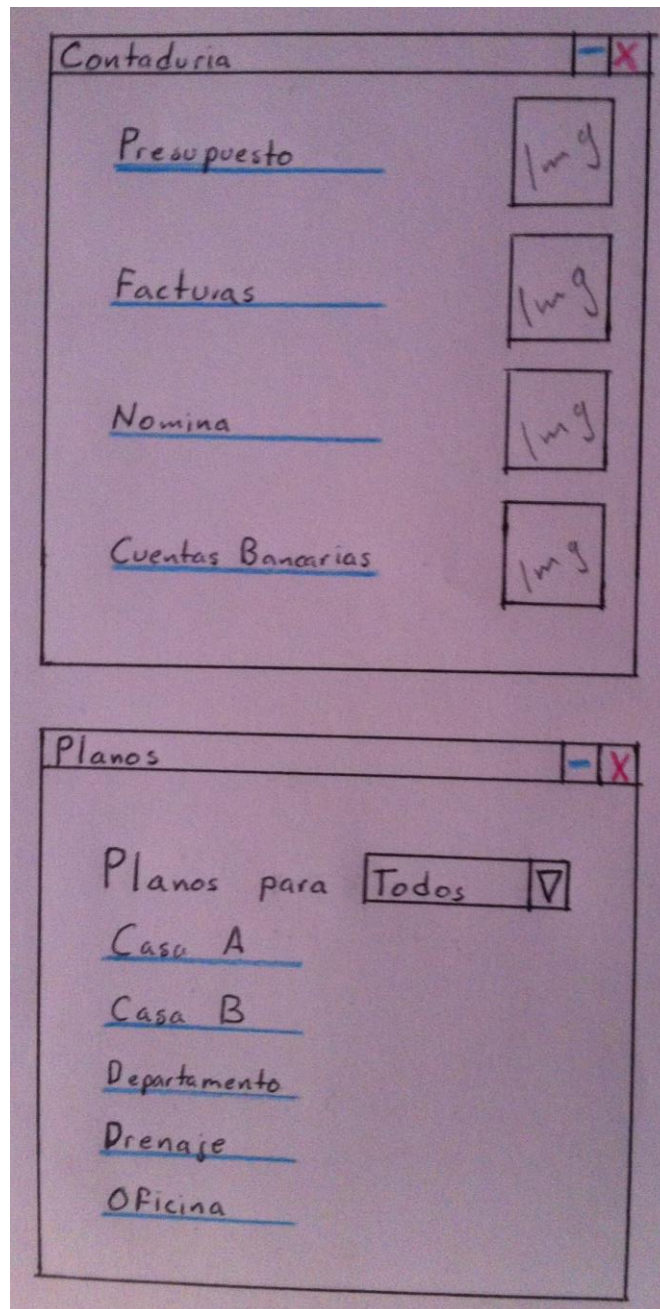 Contaduria - X
Presupuesto Img
Facturas Img
Nomina Img
Cuentas Bancarias Img
Planos - X
Planos para Todos
Casa A
Casa B
Departamento
Drenaje
Oficina